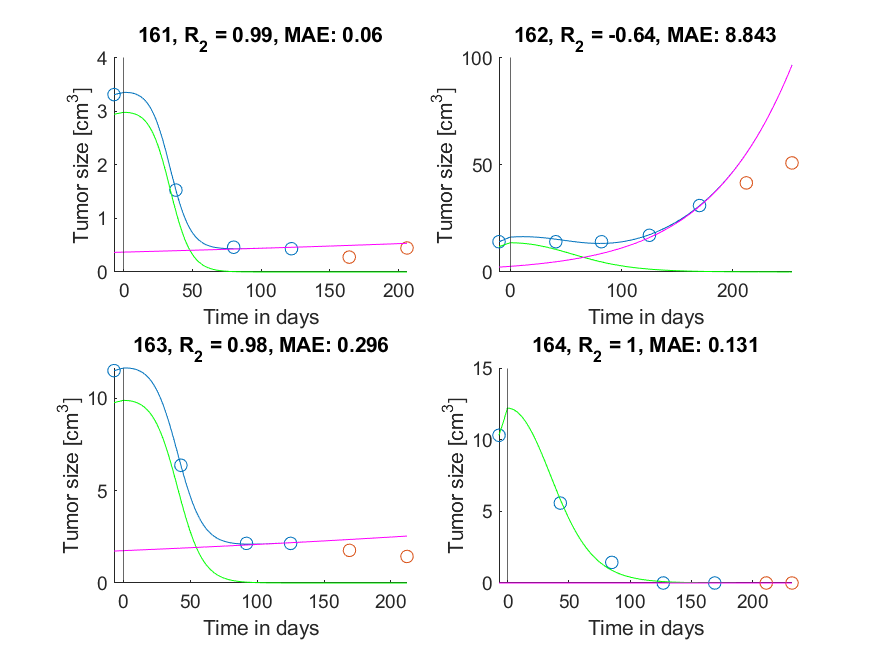 161, R2 = 0.99, MAE: 0.06
4
3
2
1
0
Tumor size [cm3]
0 50 100 150 200
Time in days
162, R2 = -0.64, MAE: 8.843
100
50
0
Tumor size [cm3]
0 100 200
Time in days
163, R2 = 0.98, MAE: 0.296
10
5
0
Tumor size [cm3]
0 50 100 150 200
Time in days
164, R2 = 1, MAE: 0.131
15
10
5
0
Tumor size [cm3]
0 50 100 150 200
Time in days